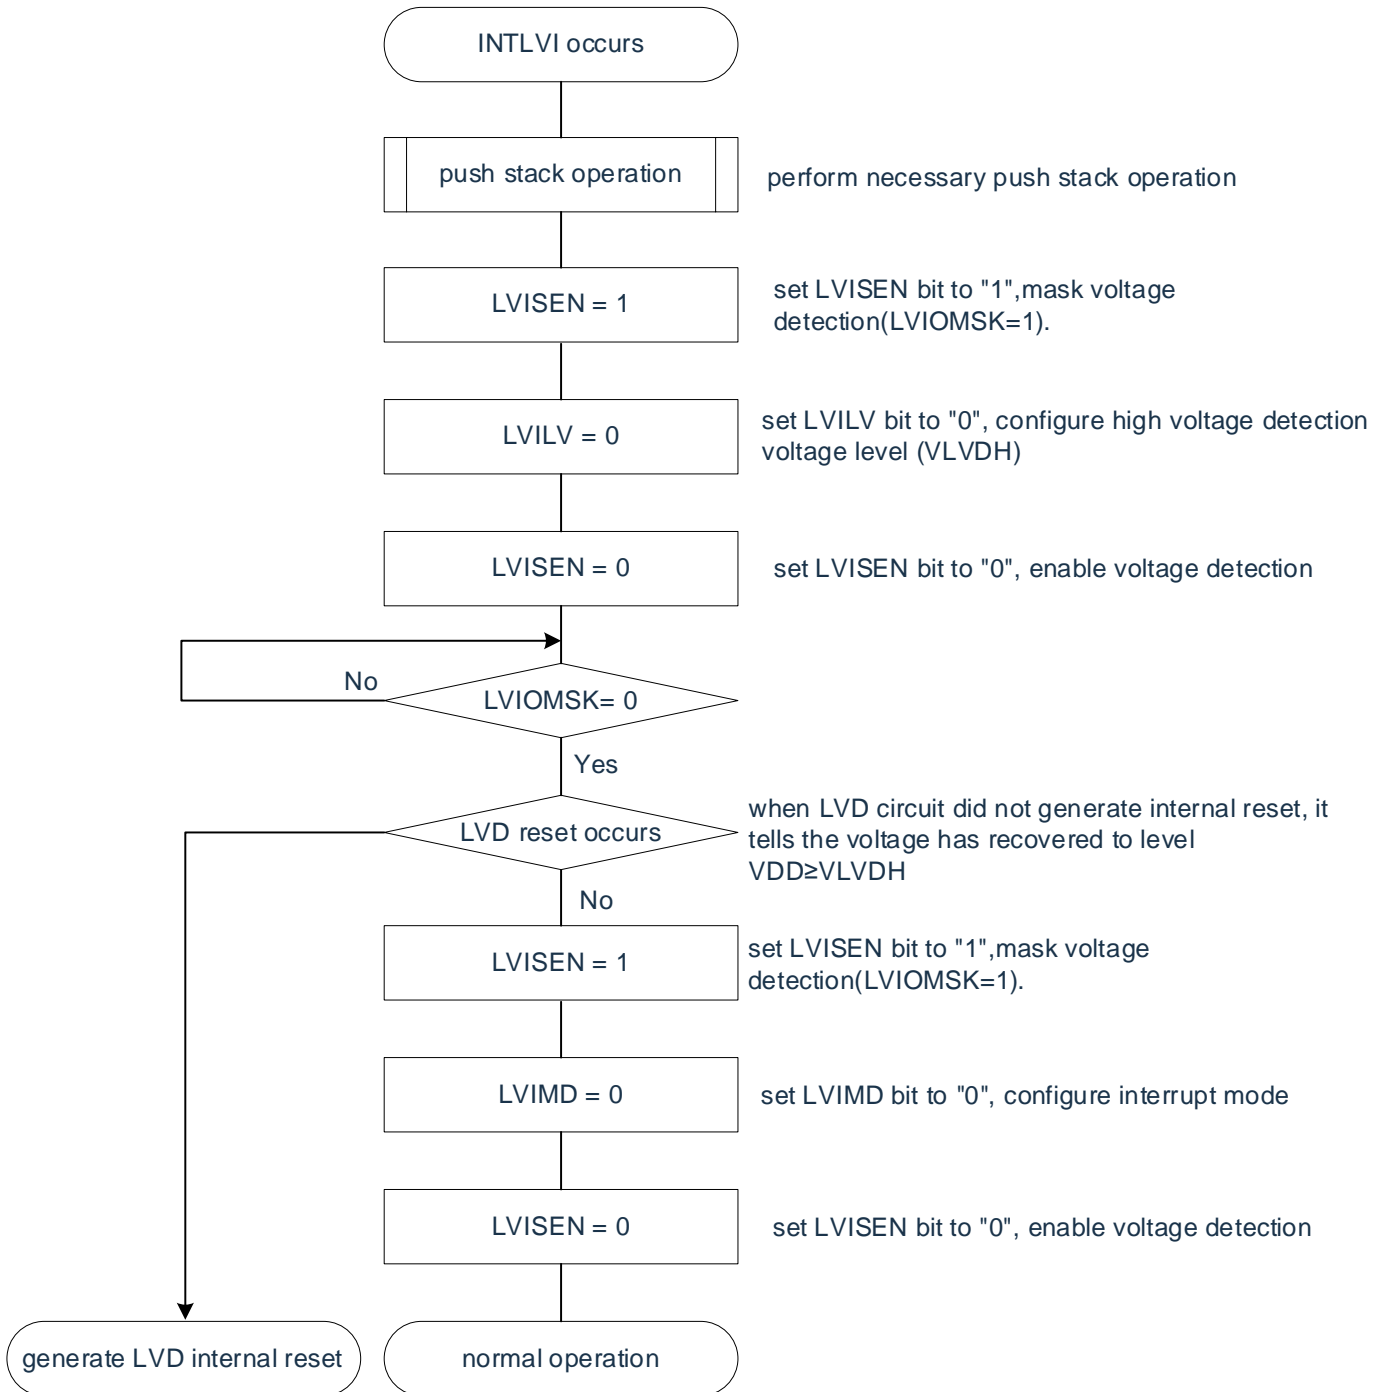 INTLVI occurs
push stack operation
perform necessary push stack operation
LVISEN = 1
set LVISEN bit to "1",mask voltage
detection(LVIOMSK=1).
LVILV = 0
set LVILV bit to "0", configure high voltage detection
voltage level (VLVDH)
LVISEN = 0
set LVISEN bit to "0", enable voltage detection
No
LVIOMSK= 0
Yes
LVD reset occurs
when LVD circuit did not generate internal reset, it
tells the voltage has recovered to level
VDD≥VLVDH
No
LVISEN = 1
set LVISEN bit to "1",mask voltage
detection(LVIOMSK=1).
LVIMD = 0
set LVIMD bit to "0", configure interrupt mode
LVISEN = 0
set LVISEN bit to "0", enable voltage detection
generate LVD internal reset
normal operation